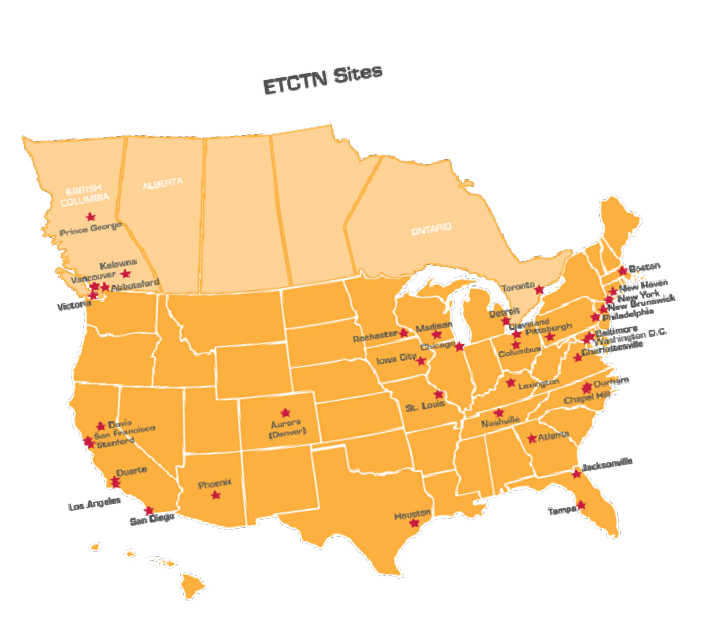 ETCTN Sites
BRITISH
COLUMBIA
ALBERTA
ONTARIO
Prince George
Kelowna
Vancouver
Abbotsford
Victoria
Toronto
Boston
New Haven
New York
New Brunswick
Philadelphia
Detroit
Cleveland
Pittsburgh
Columbus
Baltimore
Washington D.C.
Charlottesville
Rochester
Madison
Chicago
Iowa City
St. Louis
Lexington
Durham
Chapel Hill
Nashville
Atlanta
Davis
San Francisco
Stanford
Aurora
(Denver)
Duarte
Los Angeles
San Diego
Phoenix
Houston
Jacksonville
Tampa